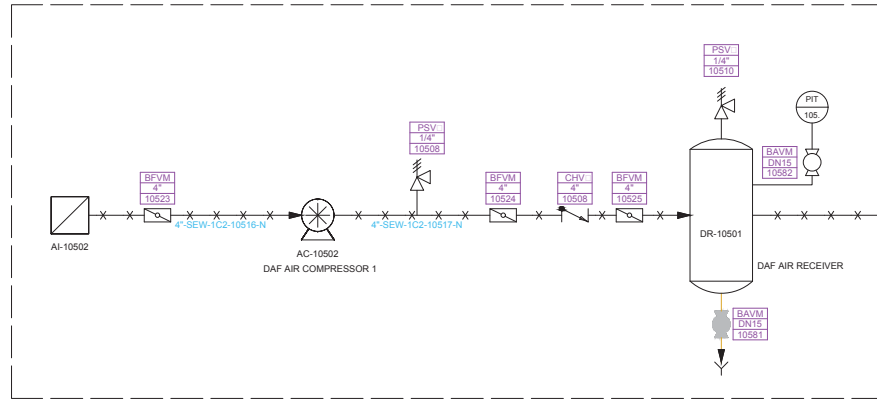 PSV
1/4"
10510
PIT
105.
PSV
1/4"
10508
BAVM
DN15
10582
BFVM
4"
10523
BFVM
4"
10524
CHV
4"
10508
BFVM
4"
10525
4"-SEW-1C2-10516-N
4"-SEW-1C2-10517-N
DR-10501
AI-10502
AC-10502
DAF AIR COMPRESSOR 1
DAF AIR RECEIVER
BAVM
DN15
10581